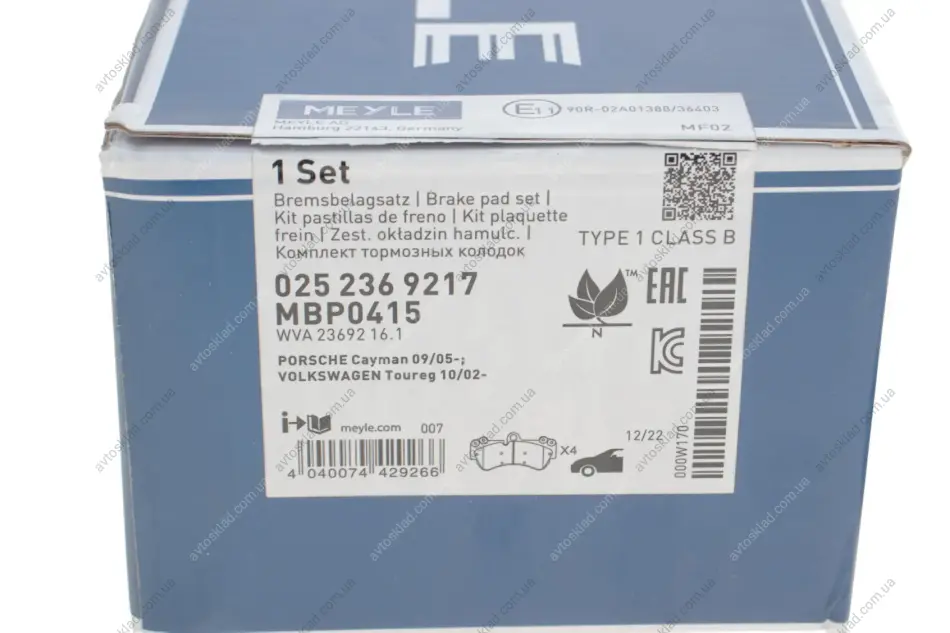 LE
MEYLE
E11
90R-02A01380/36403
MEYLE AG
Hamburg 22143, Germany
MF02
1 Set
Bremsbelagsatz | Brake pad set |
Kit pastillas de freno | Kit plaquette
frein | Zest. okładzin hamulc. |
Комплект тормозных колодок
TYPE 1 CLASS B
025 236 9217
MBP0415
WVA 23692 16.1
TM
N
EAC
PORSCHE Cayman 09/05-;
VOLKSWAGEN Toureg 10/02-
i
meyle.com
007
4 040074 429266
X4
12/22
000W170
avtosklad.com.ua